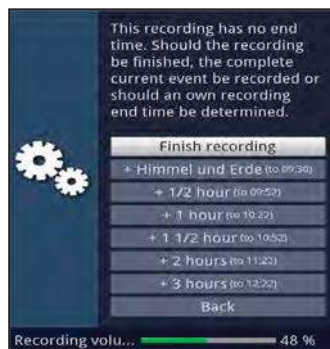 This recording has no end
time. Should the recording
be finished, the complete
current event be recorded or
should an own recording
end time be determined.
Finish recording
+ Himmel und Erde (to 09:30)
+ 1/2 hour (to 09:52)
+ 1 hour (to 10:22)
+ 1 1/2 hour (to 10:52)
+ 2 hours (to 11:22)
+ 3 hours (to 12:22)
Back
Recording volu... 48 %